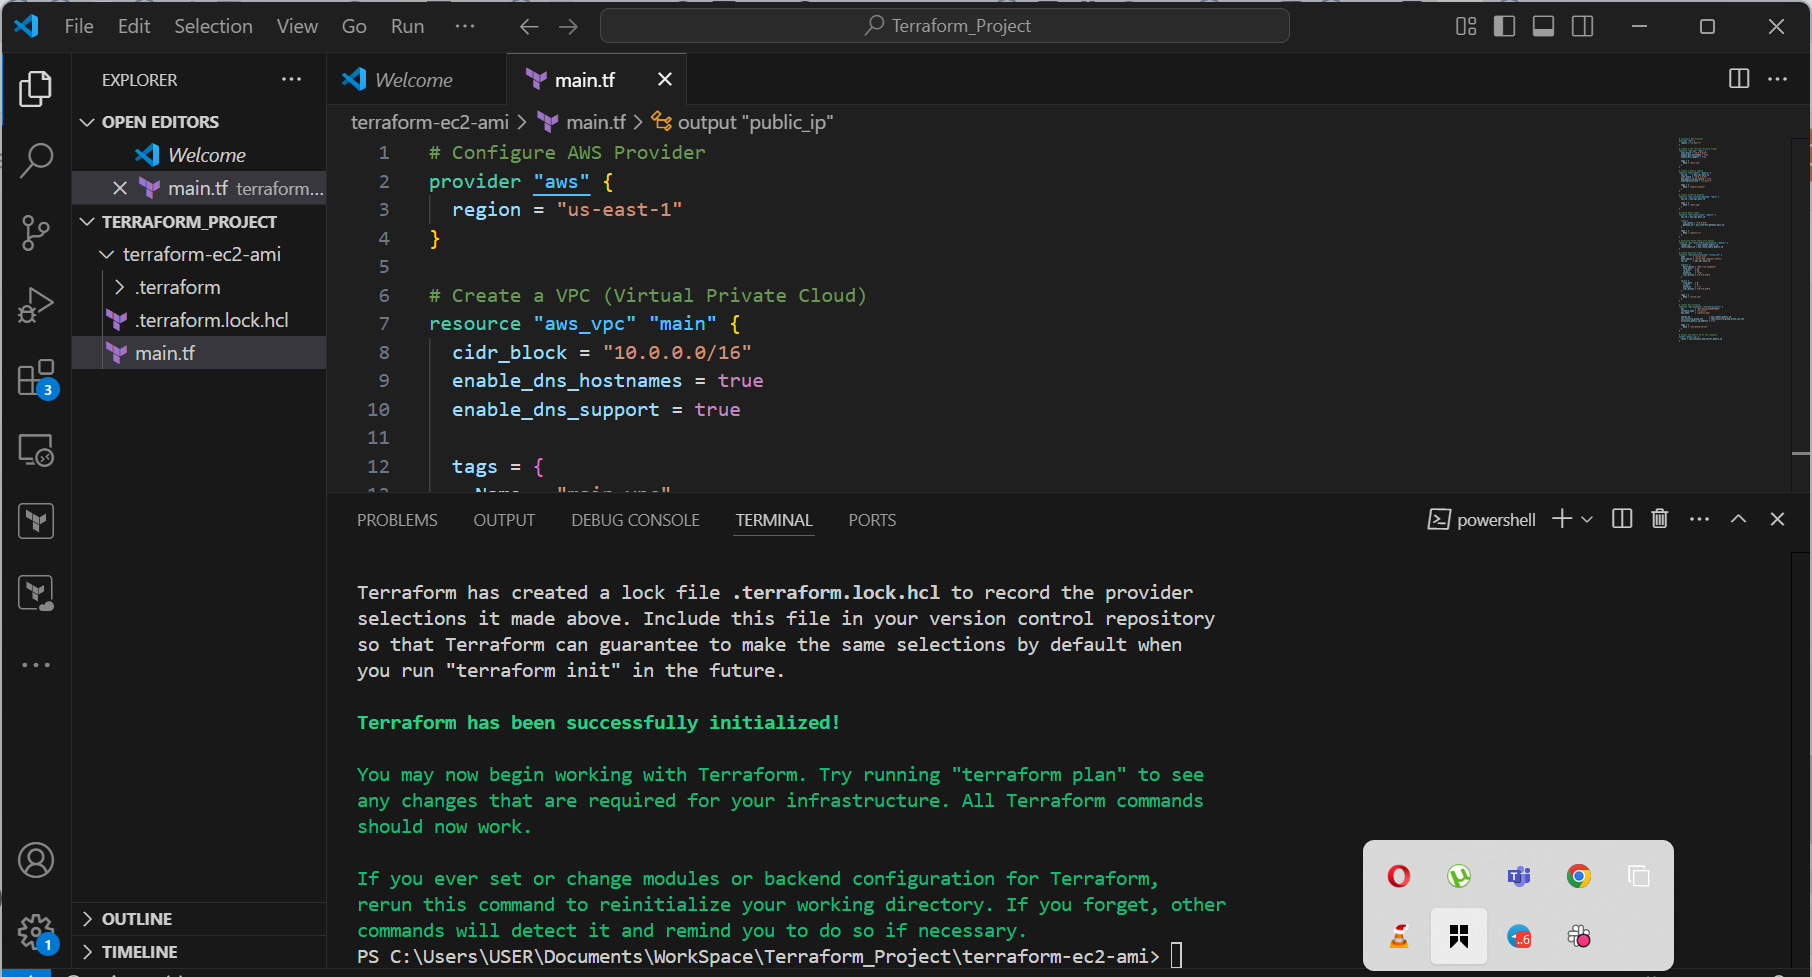 File Edit Selection View Go Run ···
Terraform_Project
EXPLORER
OPEN EDITORS
Welcome
main.tf terraform...
TERRAFORM_PROJECT
terraform-ec2-ami
.terraform
.terraform.lock.hcl
main.tf
3
OUTLINE
TIMELINE
1
Welcome
main.tf
terraform-ec2-ami > main.tf > output "public_ip"
1 # Configure AWS Provider
2 provider "aws" {
3 region = "us-east-1"
4 }
5
6 # Create a VPC (Virtual Private Cloud)
7 resource "aws_vpc" "main" {
8 cidr_block = "10.0.0.0/16"
9 enable_dns_hostnames = true
10 enable_dns_support = true
11
12 tags = {
PROBLEMS OUTPUT DEBUG CONSOLE TERMINAL PORTS
powershell
Terraform has created a lock file .terraform.lock.hcl to record the provider
selections it made above. Include this file in your version control repository
so that Terraform can guarantee to make the same selections by default when
you run "terraform init" in the future.
Terraform has been successfully initialized!
You may now begin working with Terraform. Try running "terraform plan" to see
any changes that are required for your infrastructure. All Terraform commands
should now work.
If you ever set or change modules or backend configuration for Terraform,
rerun this command to reinitialize your working directory. If you forget, other
commands will detect it and remind you to do so if necessary.
PS C:\Users\USER\Documents\WorkSpace\Terraform_Project\terraform-ec2-ami>